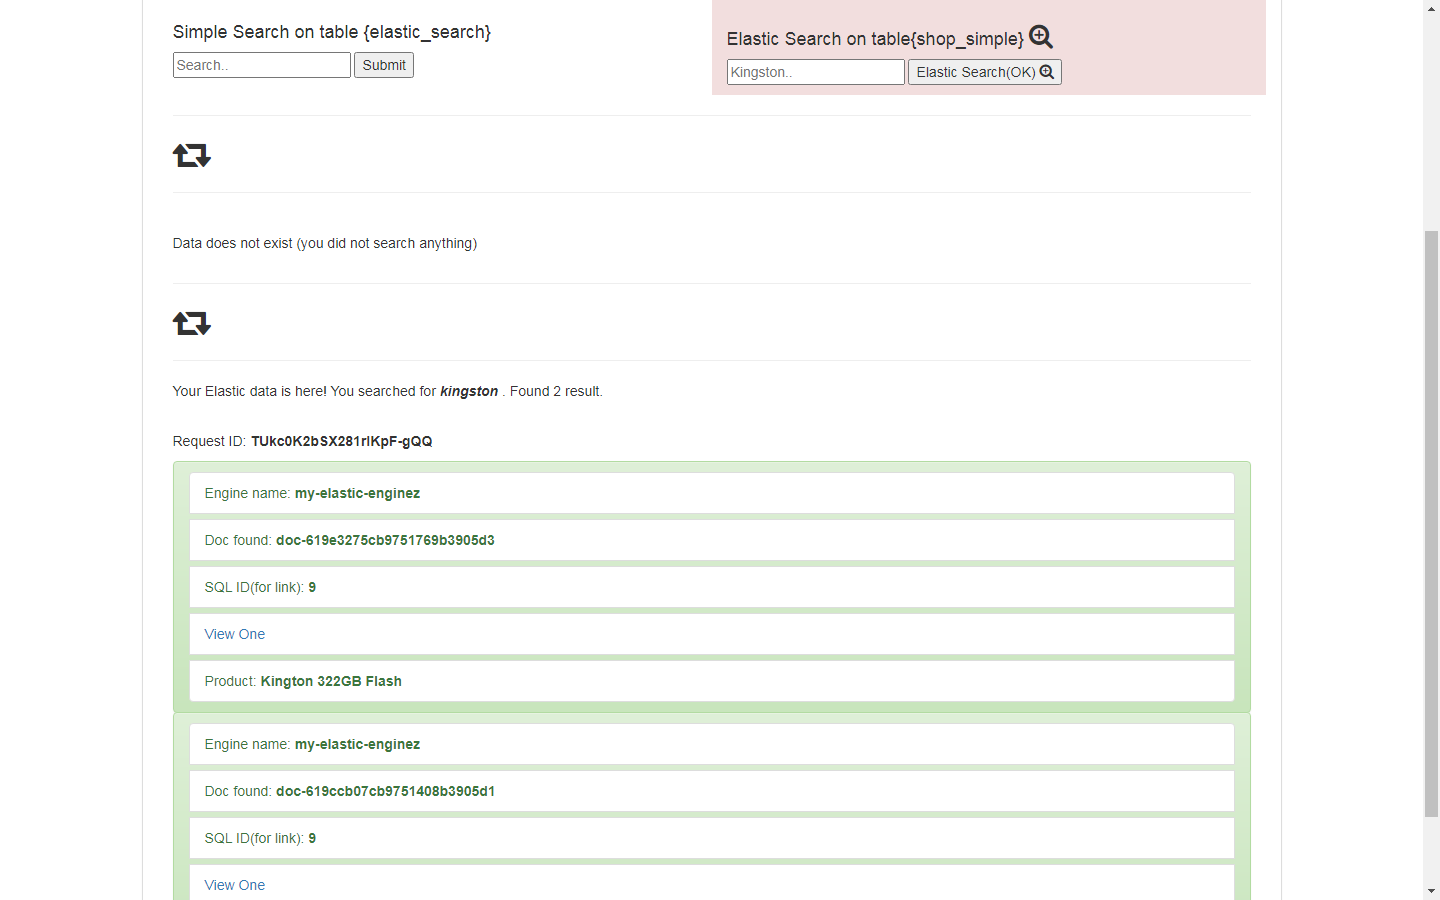 Simple Search on table {elastic_search}
Search..
Submit
Elastic Search on table{shop_simple}
Kingston..
Elastic Search(OK)
Data does not exist (you did not search anything)
Your Elastic data is here! You searched for kingston . Found 2 result.
Request ID: TUkc0K2bSX281rlKpF-gQQ
Engine name: my-elastic-enginez
Doc found: doc-619e3275cb9751769b3905d3
SQL ID(for link): 9
View One
Product: Kington 322GB Flash
Engine name: my-elastic-enginez
Doc found: doc-619ccb07cb9751408b3905d1
SQL ID(for link): 9
View One